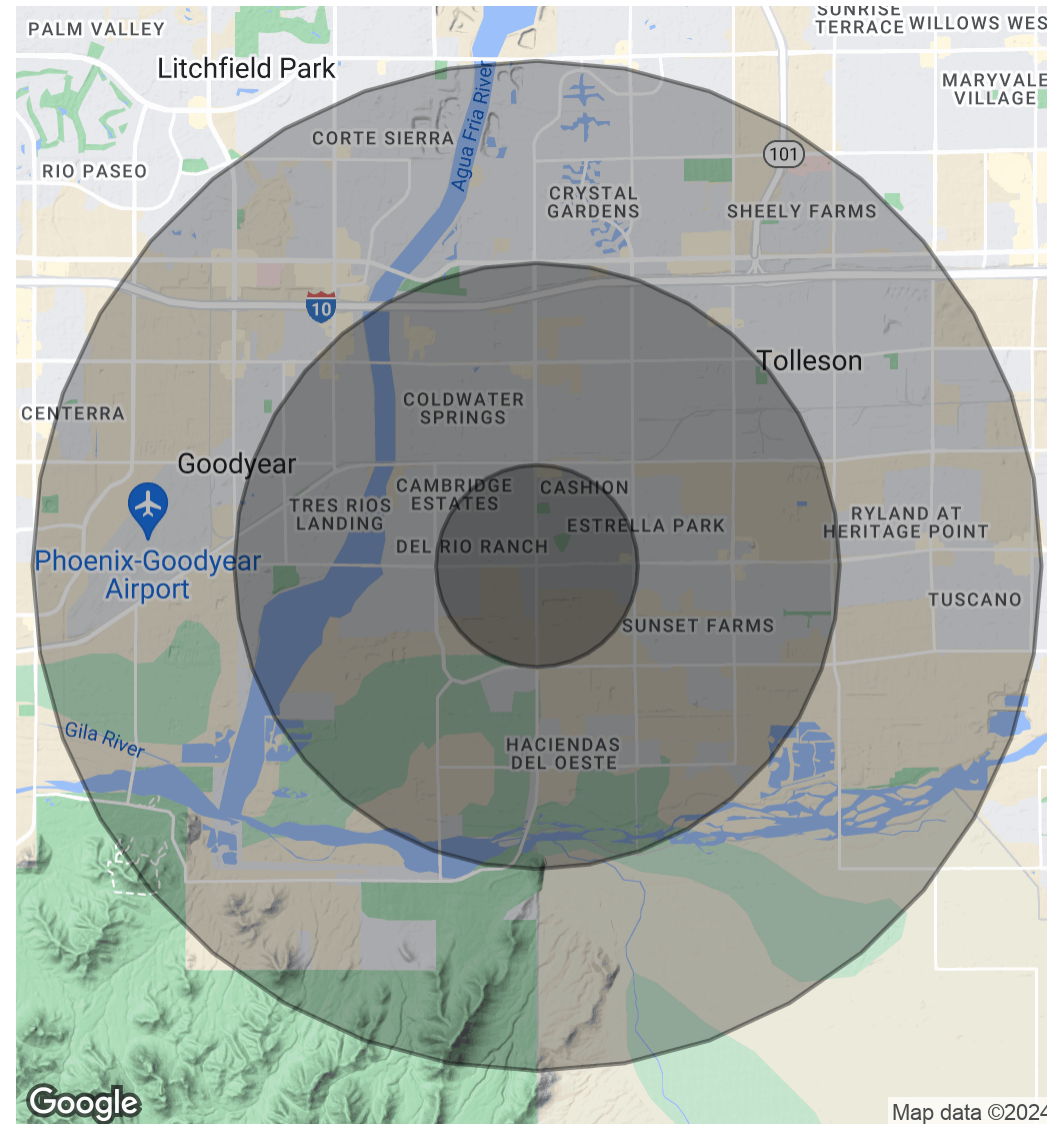 SUNRISE
TERRACE
WILLOWS WES
PALM VALLEY
Litchfield Park
MARYVALE
VILLAGE
Agua Fria River
CORTE SIERRA
101
RIO PASEO
CRYSTAL
GARDENS
SHEELY FARMS
10
Tolleson
COLDWATER
SPRINGS
CENTERRA
Goodyear
CAMBRIDGE
ESTATES
CASHION
TRES RIOS
LANDING
ESTRELLA PARK
RYLAND AT
HERITAGE POINT
DEL RIO RANCH
Phoenix-Goodyear
Airport
TUSCANO
SUNSET FARMS
Gila River
HACIENDAS
DEL OESTE
Google
Map data ©2024